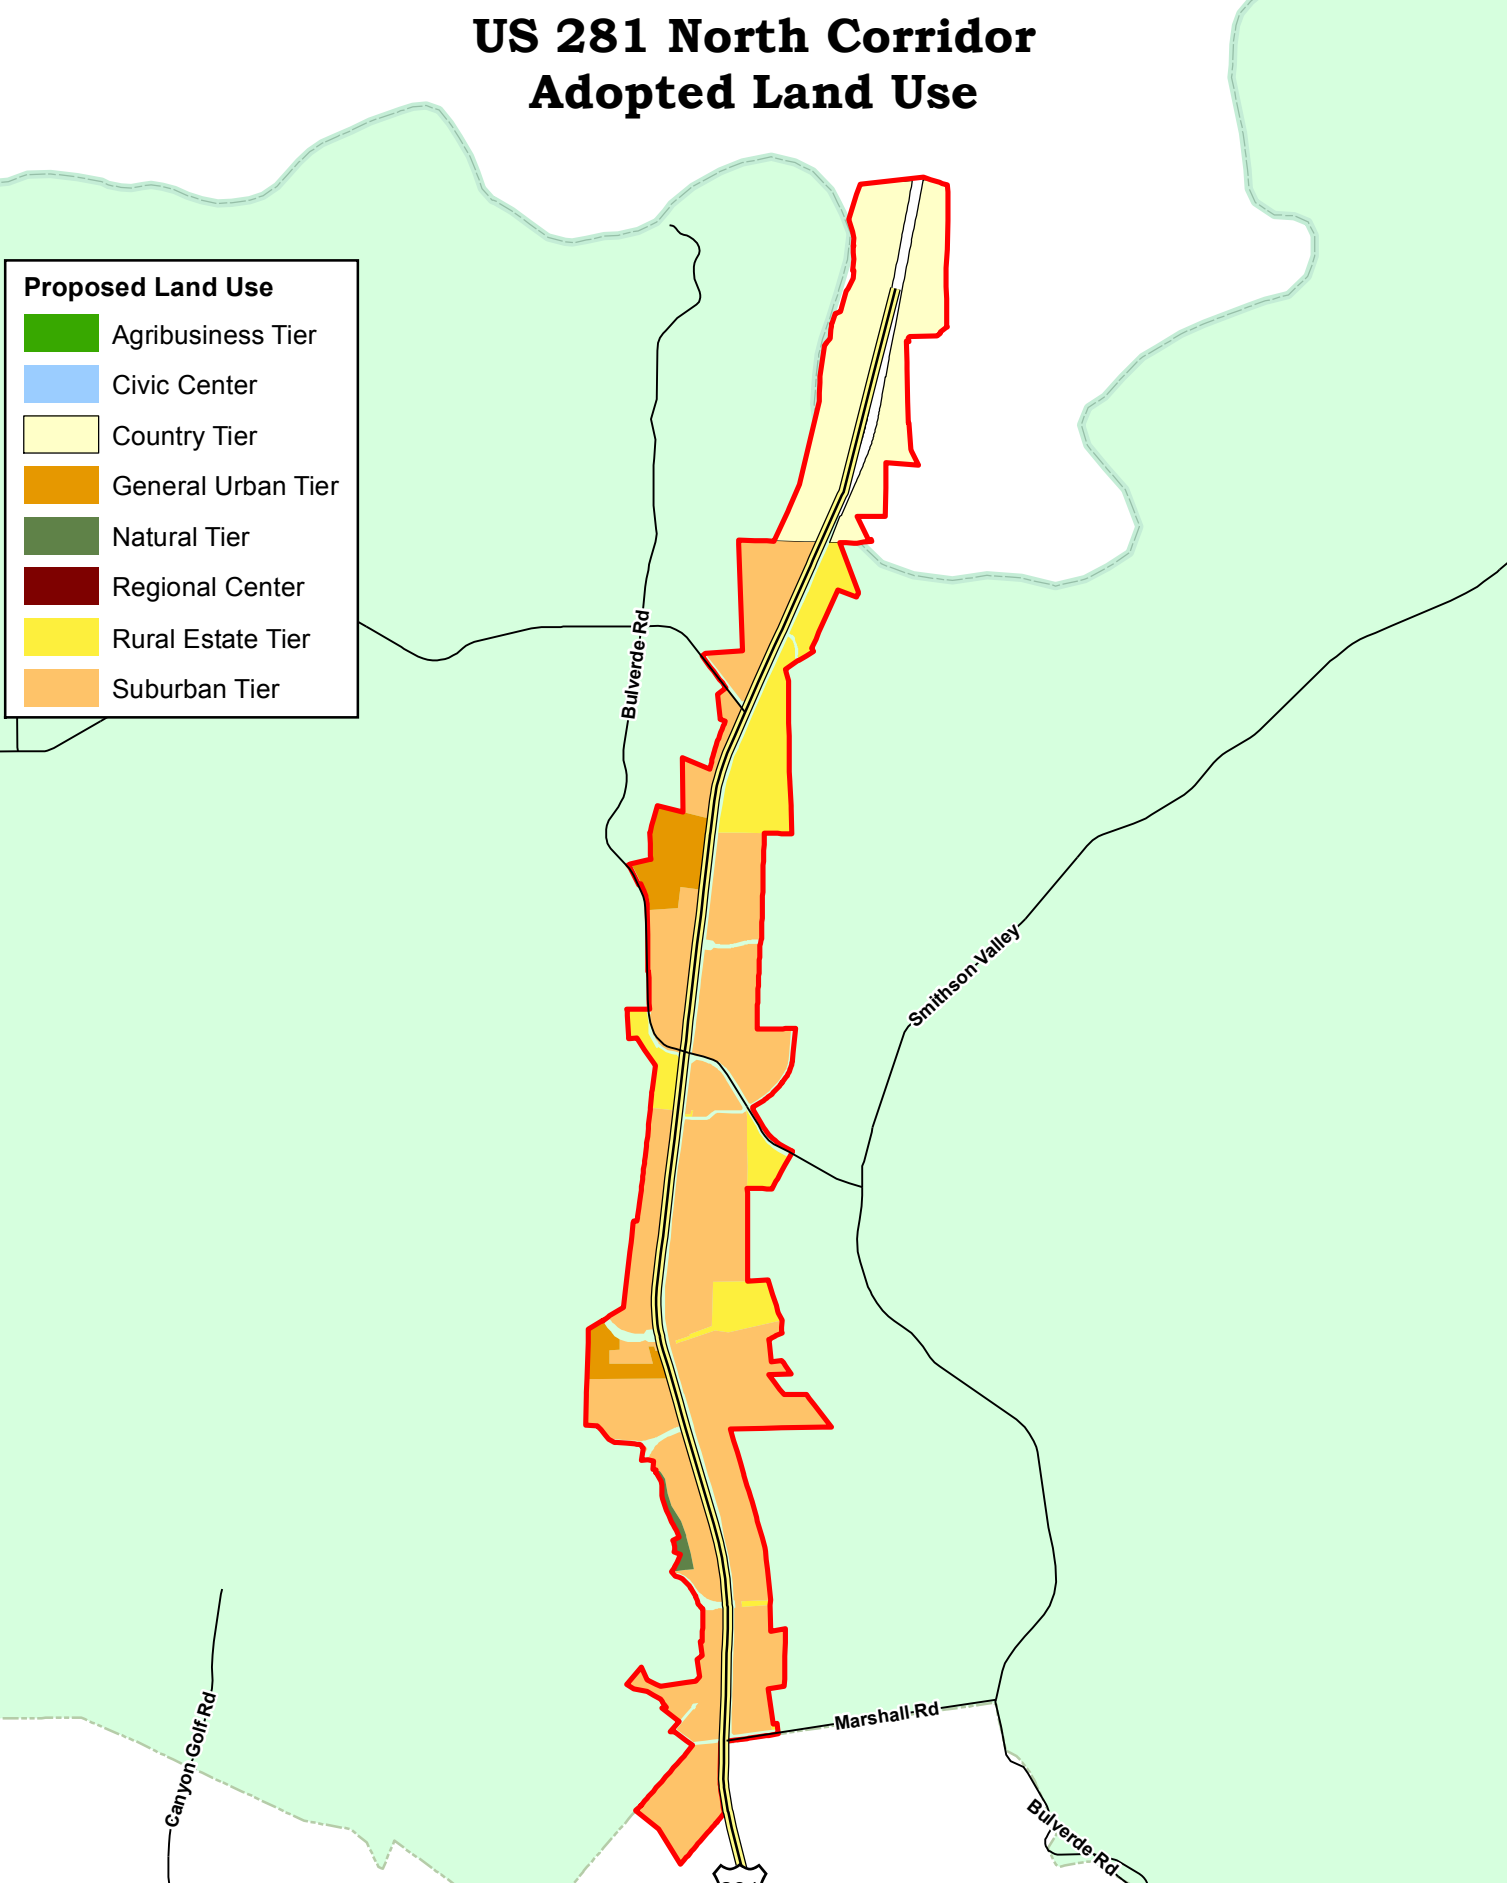 US 281 North Corridor
Adopted Land Use
Proposed Land Use
Agribusiness Tier
Civic Center
Country Tier
General Urban Tier
Natural Tier
Regional Center
Rural Estate Tier
Suburban Tier
Bulverde Rd
Smithson-Valley
Canyon-Golf-Rd
Marshall-Rd
Bulverde-Rd